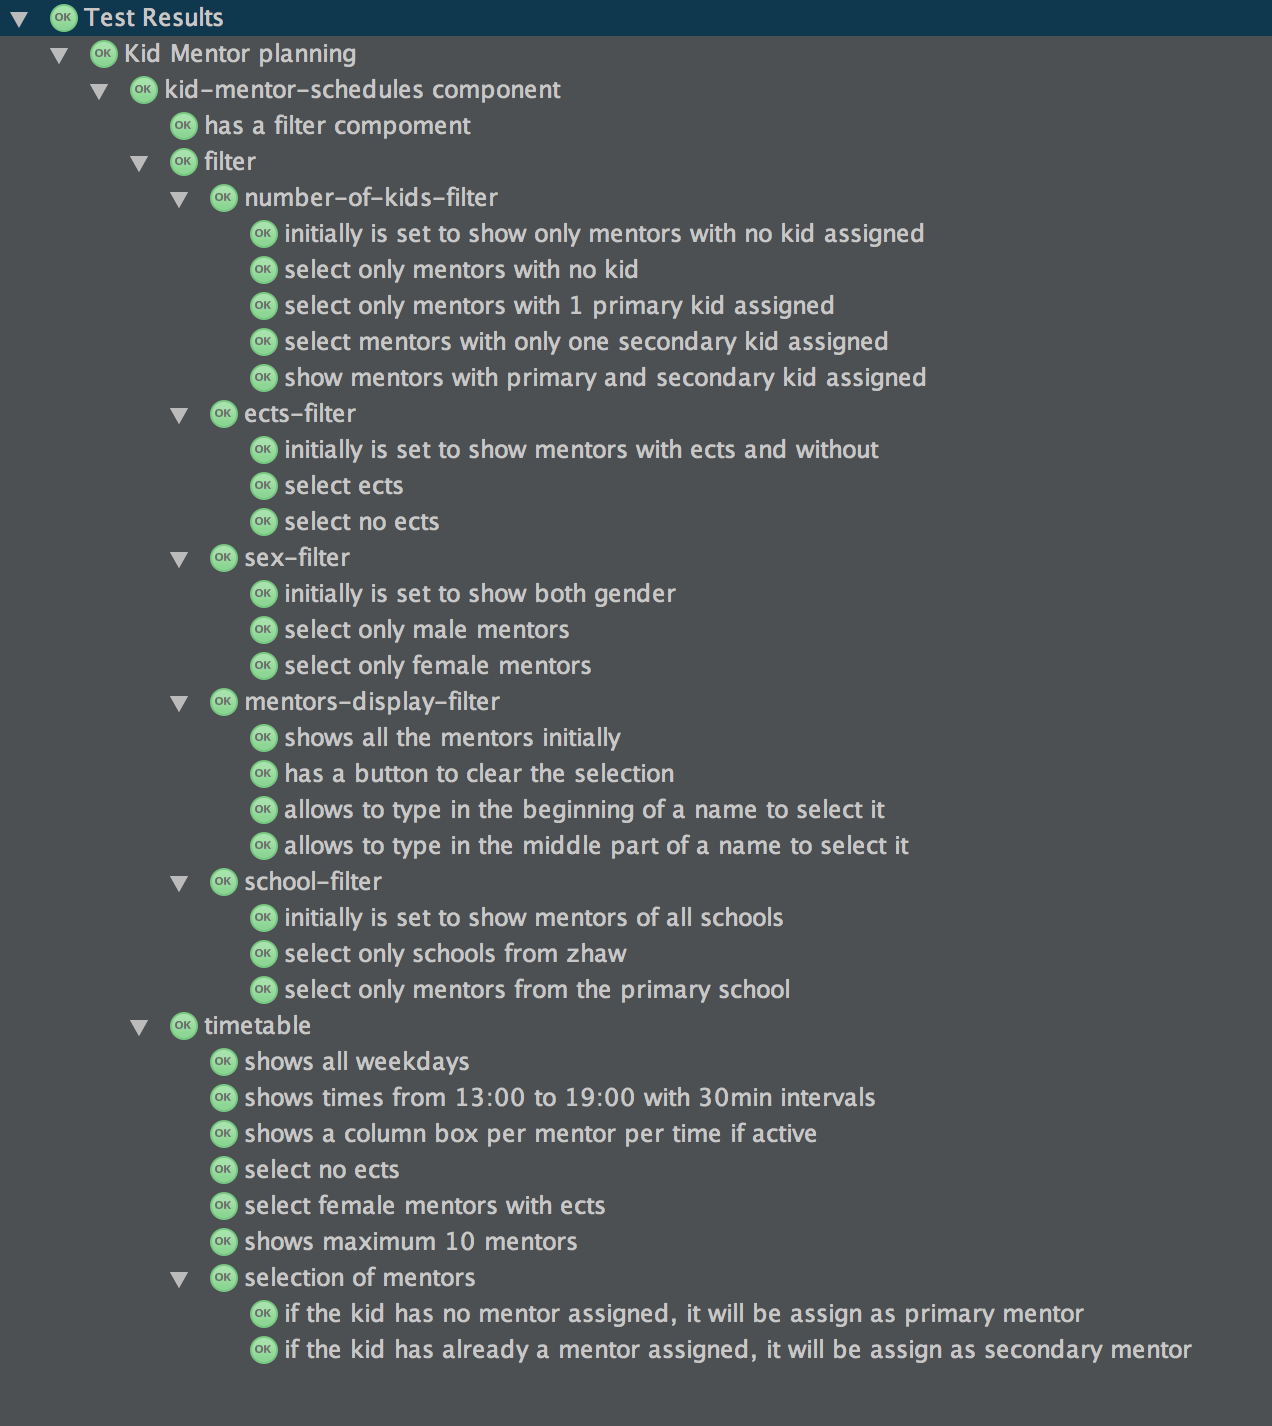 OK Test Results
OK Kid Mentor planning
OK kid-mentor-schedules component
OK has a filter compoment
OK filter
OK number-of-kids-filter
OK initially is set to show only mentors with no kid assigned
OK select only mentors with no kid
OK select only mentors with 1 primary kid assigned
OK select mentors with only one secondary kid assigned
OK show mentors with primary and secondary kid assigned
OK ects-filter
OK initially is set to show mentors with ects and without
OK select ects
OK select no ects
OK sex-filter
OK initially is set to show both gender
OK select only male mentors
OK select only female mentors
OK mentors-display-filter
OK shows all the mentors initially
OK has a button to clear the selection
OK allows to type in the beginning of a name to select it
OK allows to type in the middle part of a name to select it
OK school-filter
OK initially is set to show mentors of all schools
OK select only schools from zhaw
OK select only mentors from the primary school
OK timetable
OK shows all weekdays
OK shows times from 13:00 to 19:00 with 30min intervals
OK shows a column box per mentor per time if active
OK select no ects
OK select female mentors with ects
OK shows maximum 10 mentors
OK selection of mentors
OK if the kid has no mentor assigned, it will be assign as primary mentor
OK if the kid has already a mentor assigned, it will be assign as secondary mentor